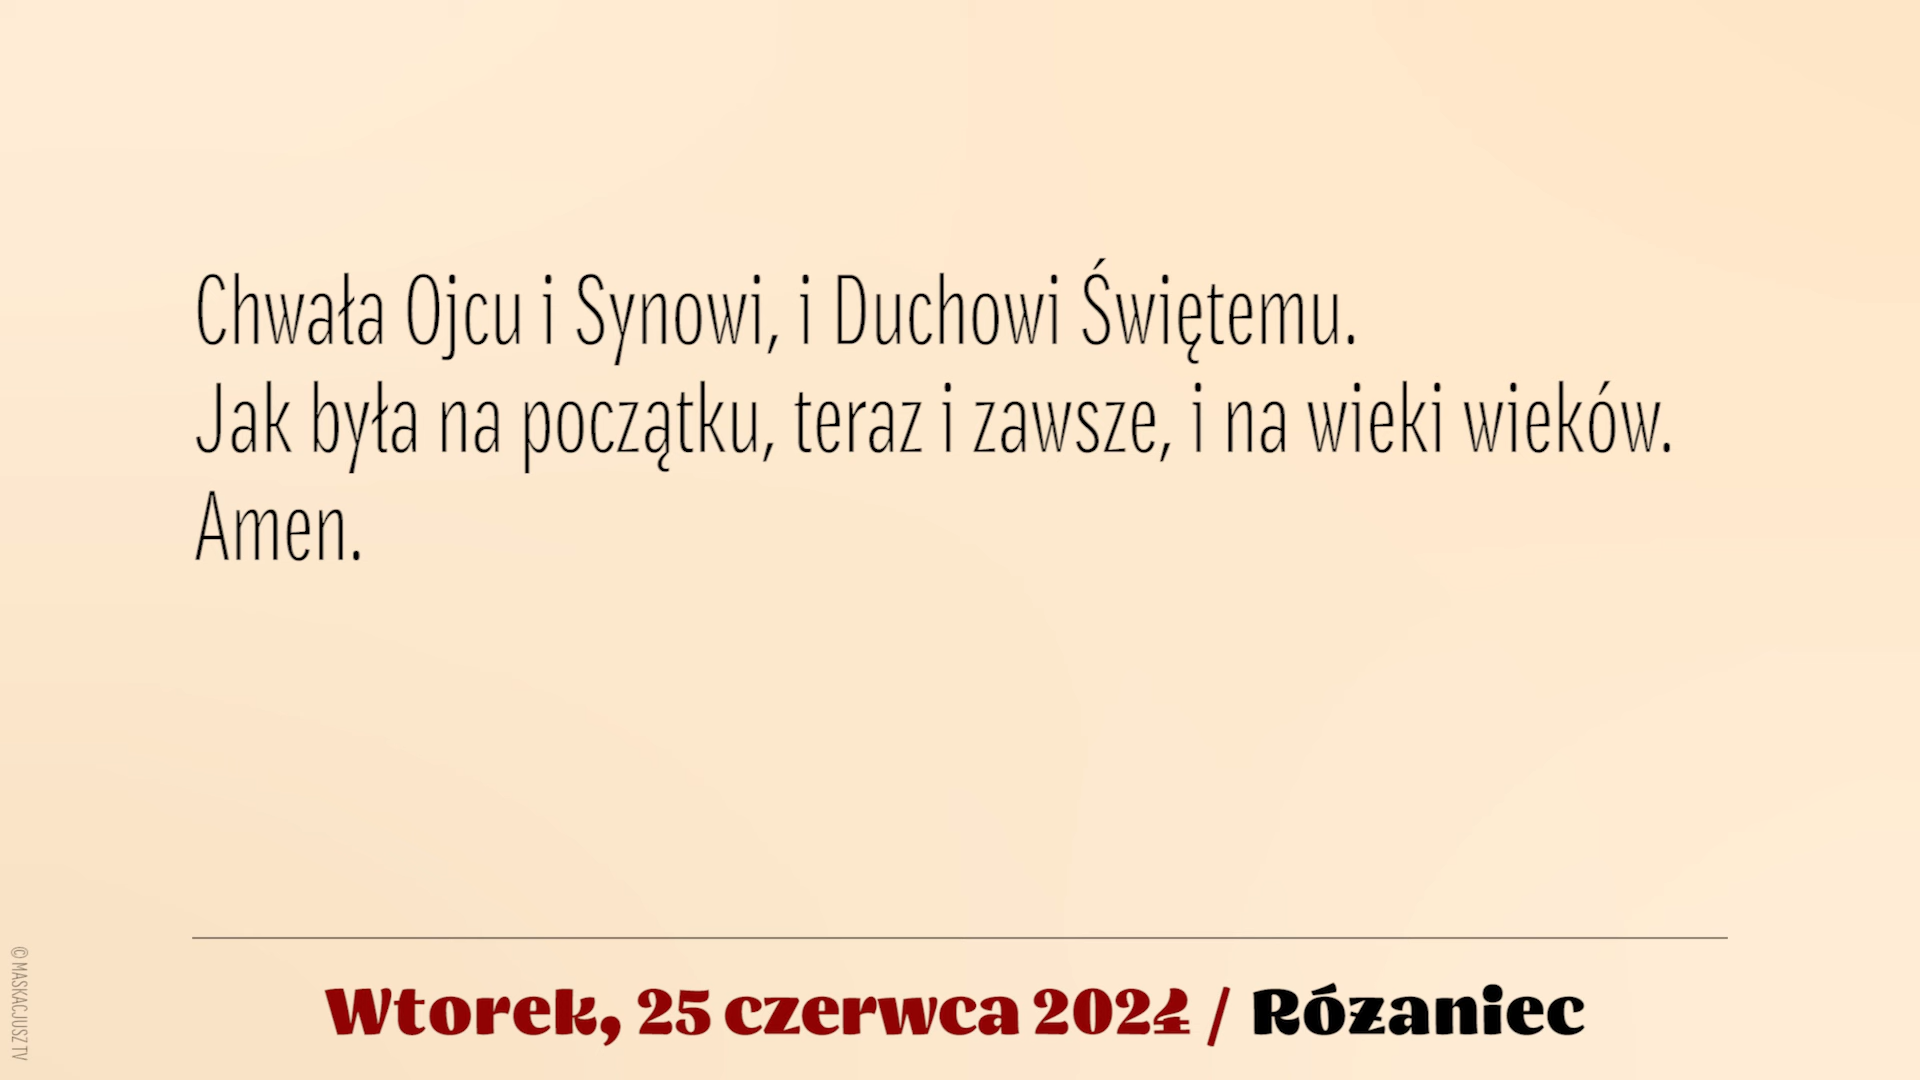 Chwała Ojcu i Synowi, i Duchowi Świętemu.
Jak była na początku, teraz i zawsze, i na wieki wieków.
Amen.
Wtorek, 25 czerwca 2024 / Różaniec
© MASKACJUSZ TV